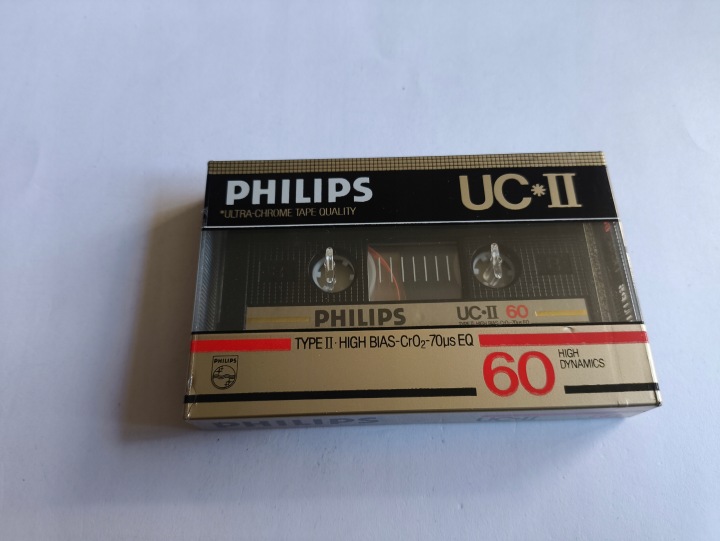 PHILIPS UC*II
*ULTRA-CHROME TAPE QUALITY
PHILIPS UC•II 60
TYPE II · HIGH BIAS-CrO₂-70μs EQ
PHILIPS
60 HIGH
DYNAMICS
PHILIPS